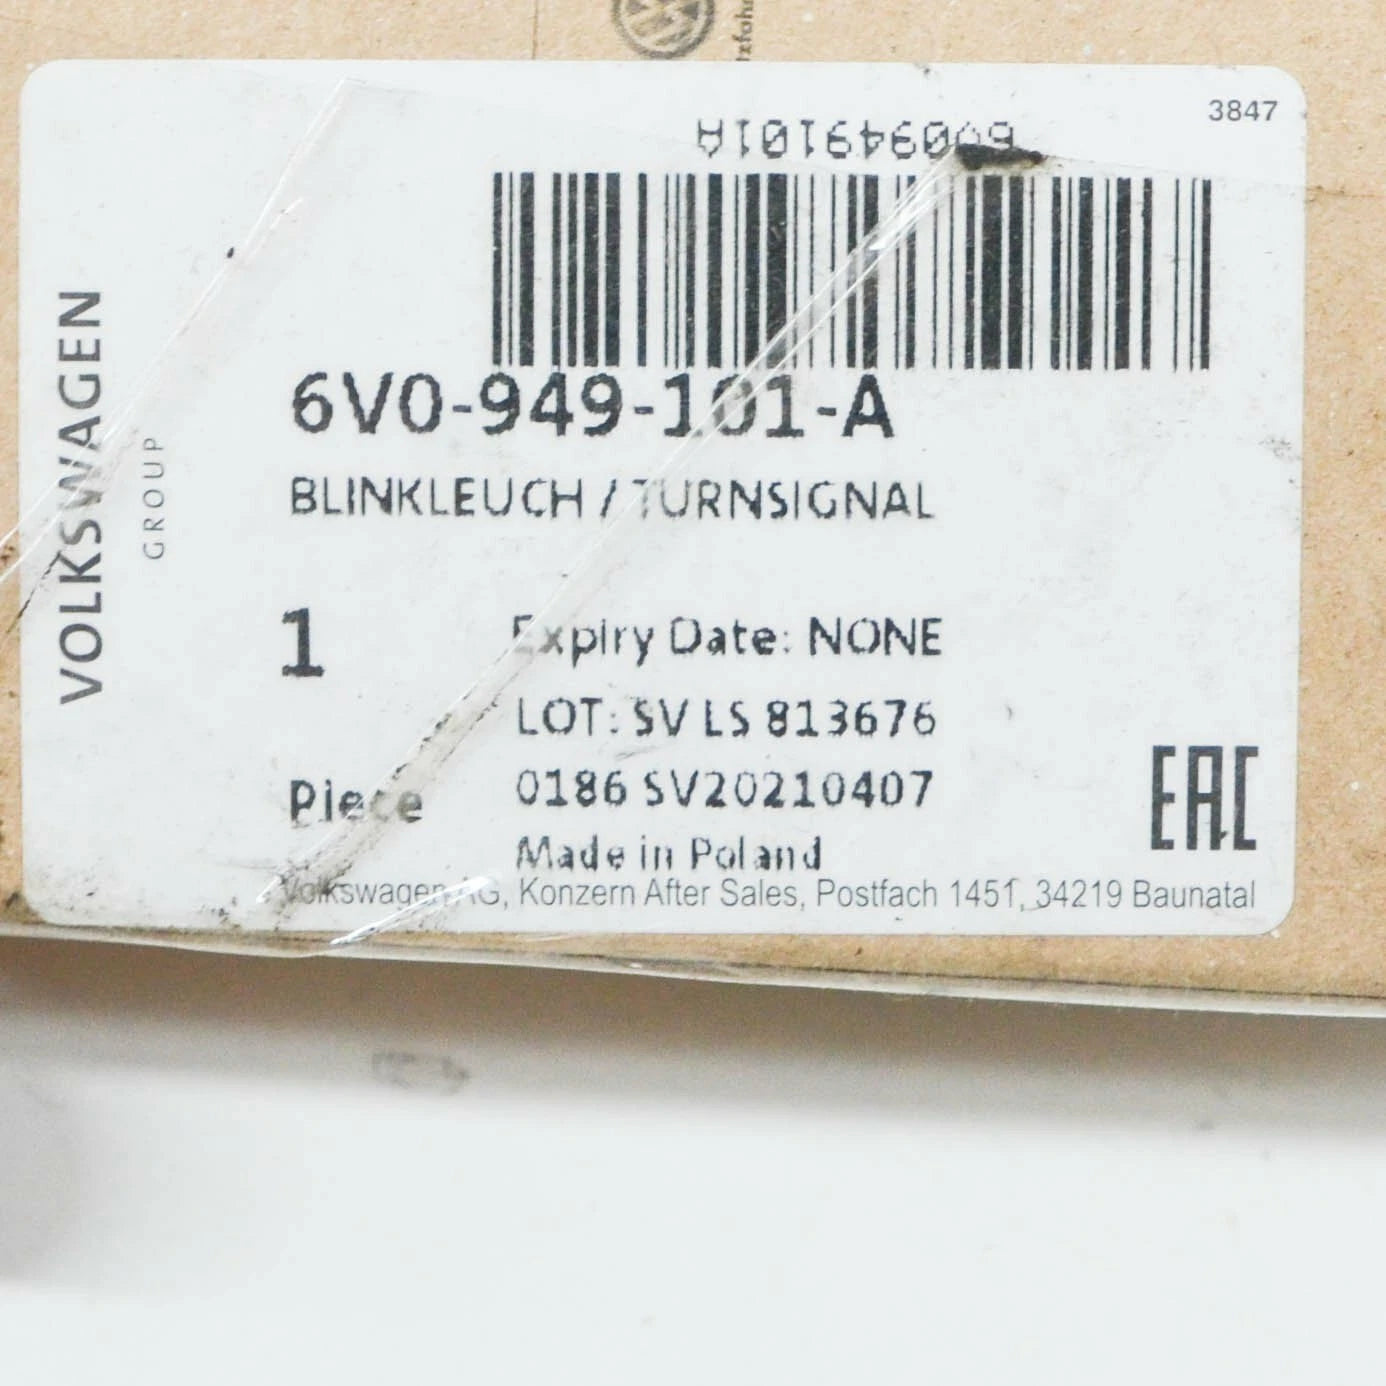 3847
6V0949101A
VOLKSWAGEN
GROUP
6V0-949-101-A
BLINKLEUCH / TURNSIGNAL
1
Expiry Date: NONE
LOT: SV LS 813676
Piece
0186 SV20210407
Made in Poland
EAC
Volkswagen AG, Konzern After Sales, Postfach 1451, 34219 Baunatal